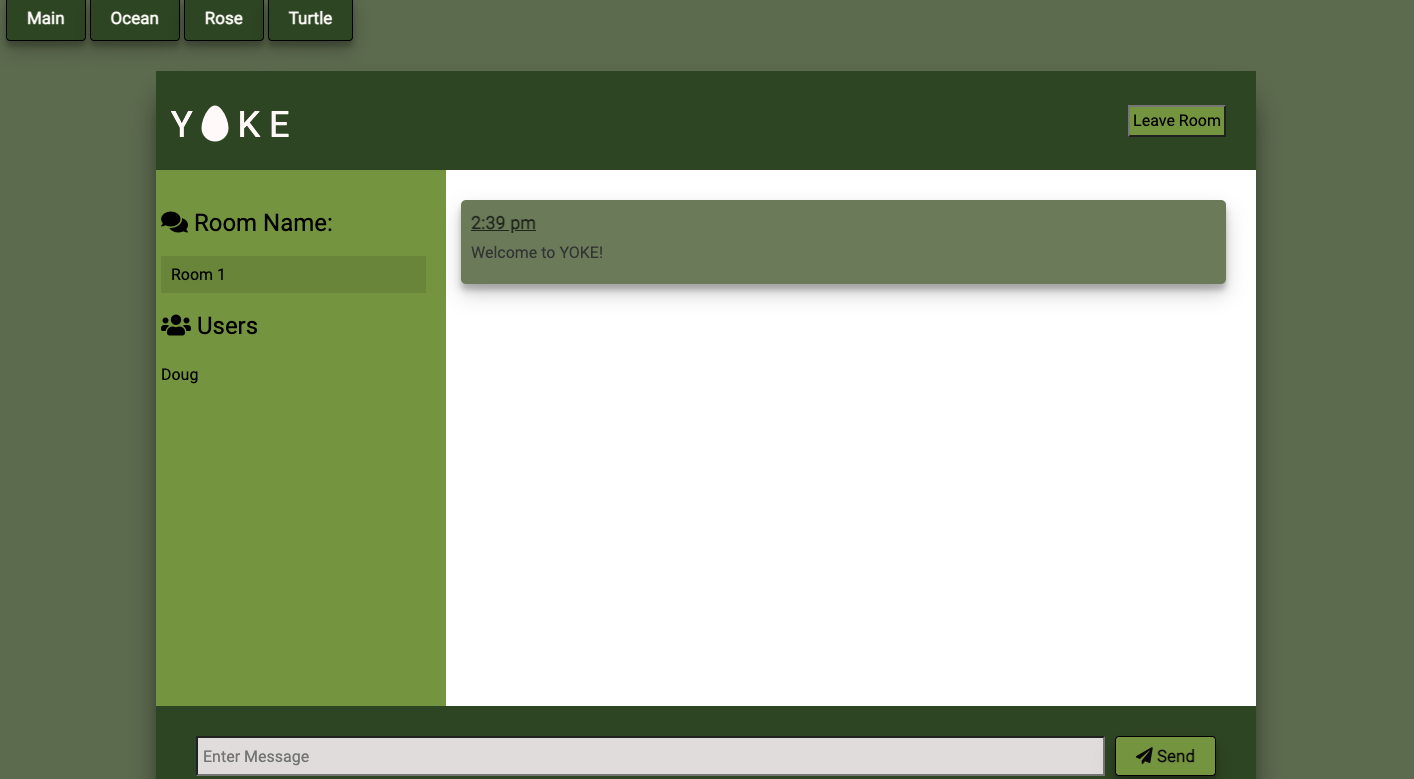 Main Ocean Rose Turtle
Y KE
Leave Room
Room Name:
Room 1
Users
Doug
2:39 pm
Welcome to YOKE!
Enter Message
Send